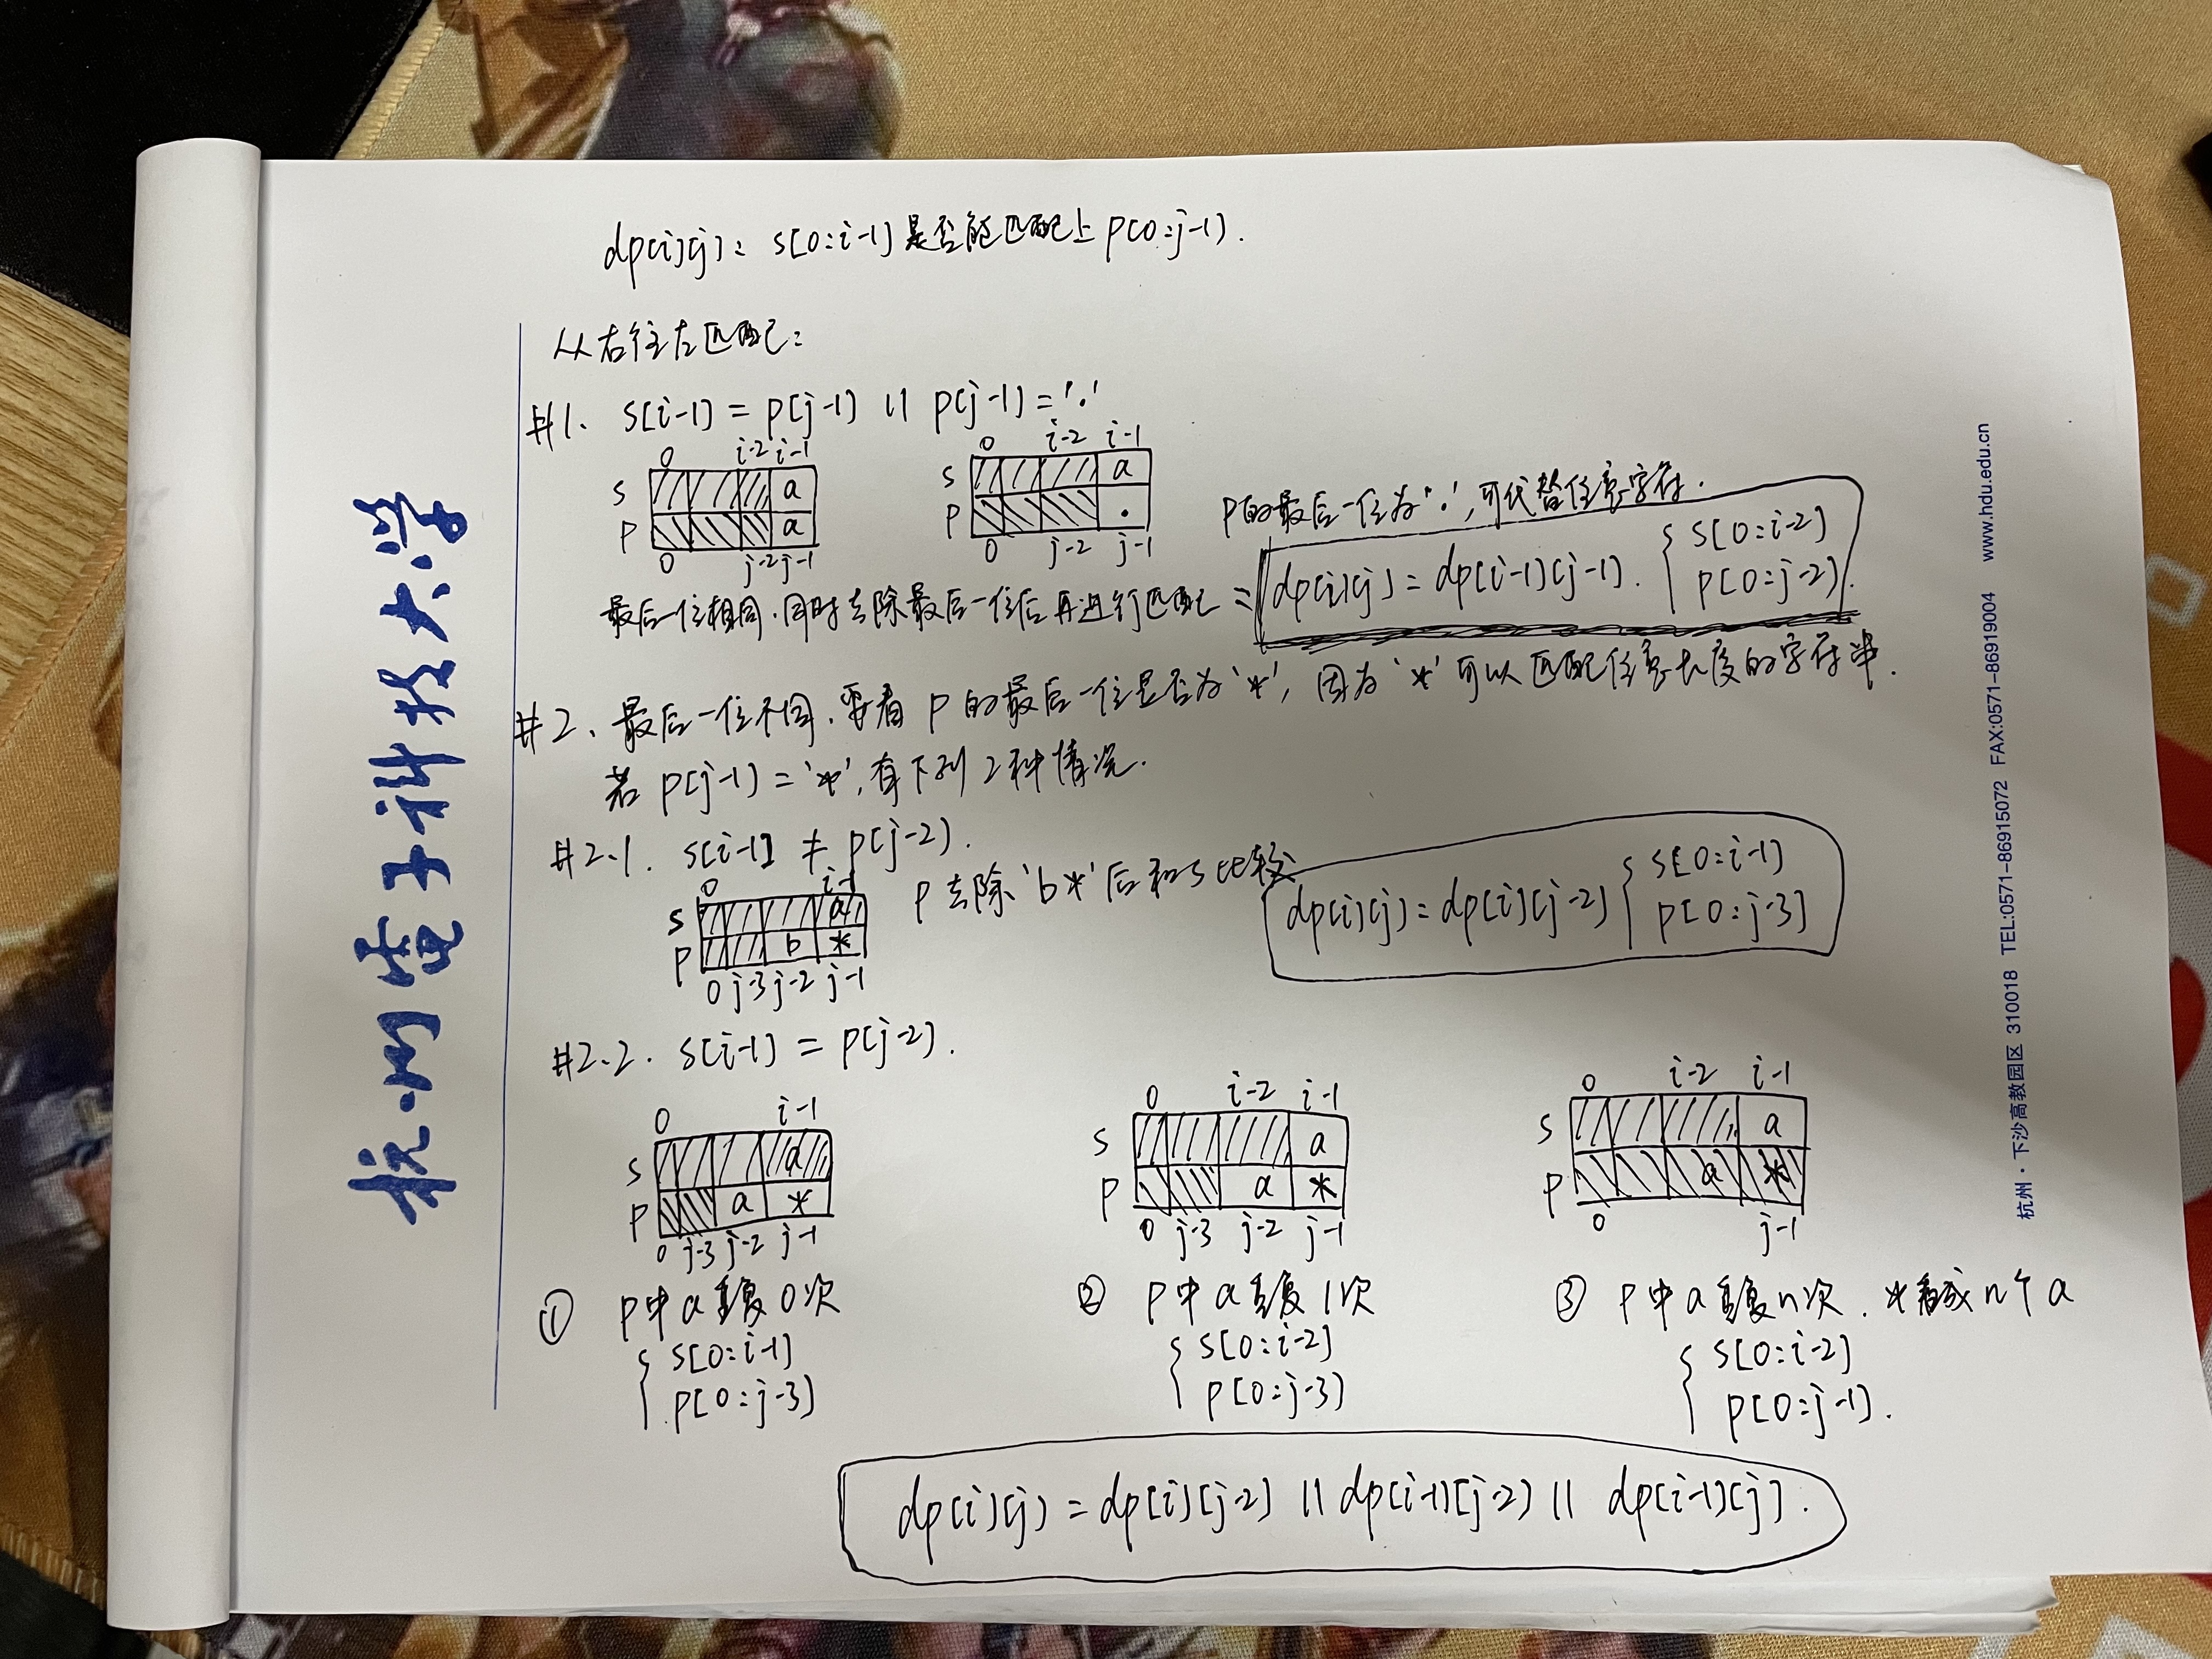 dp[i][j]: s[0:i-1]是否能匹配上p[0:j-1].
从右往左匹配:
#1. s[i-1] = p[j-1) || p[j-1) = '.'
0 i-2 i-1
s a
p a
0 j-2 j-1
0 i-2 i-1
s a
p .
0 j-2 j-1
p的最后一位为'.',可代替任意字符.
最后一位相同.同时去除最后一位后再进行匹配 = dp[i][j] = dp[i-1][j-1). { s[0:i-2]
p[0:j-2).
#2、最后一位不同.要看 p 的最后一位是否为'*', 因为'*'可以匹配任意长度的字符串.
若 p[j-1) = '*', 有下列2种情况.
#2.1. s[i-1] ≠ p[j-2).
0 i-1
s a
p b *
0 j-3 j-2 j-1
p去除'b*'后和s比较
dp[i][j] = dp[i][j-2) { s[0:i-1)
p[0:j-3]
#2.2. s[i-1) = p[j-2).
0 i-1
s a
p a *
0 j-3 j-2 j-1
① p中a重复0次
{ s[0:i-1]
p[0:j-3)
0 i-2 i-1
s a
p a *
0 j-3 j-2 j-1
② p中a重复1次
{ s[0:i-2]
p[0:j-3)
0 i-2 i-1
s a
p a *
0 j-1
③ p中a重复n次. *看成n个a
{ s[0:i-2]
p[0:j-1).
dp[i][j) = dp[i][j-2] || dp[i-1][j-2) || dp[i-1][j].
杭州电子科技大学
杭州·下沙高教园区 310018 TEL:0571-86915072 FAX:0571-86919004 www.hdu.edu.cn